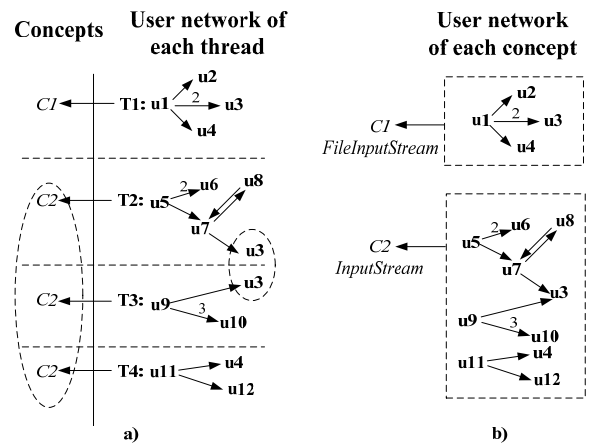 Concepts
User network of
each thread
C1
T1: u1
u2
2
u3
u4
C2
T2: u5
2
u6
u8
u7
u3
C2
T3: u9
u3
3
u10
C2
T4: u11
u4
u12
a)
User network
of each concept
C1
FileInputStream
u1
u2
2
u3
u4
C2
InputStream
u5
2
u6
u8
u7
u3
u9
3
u10
u11
u4
u12
b)